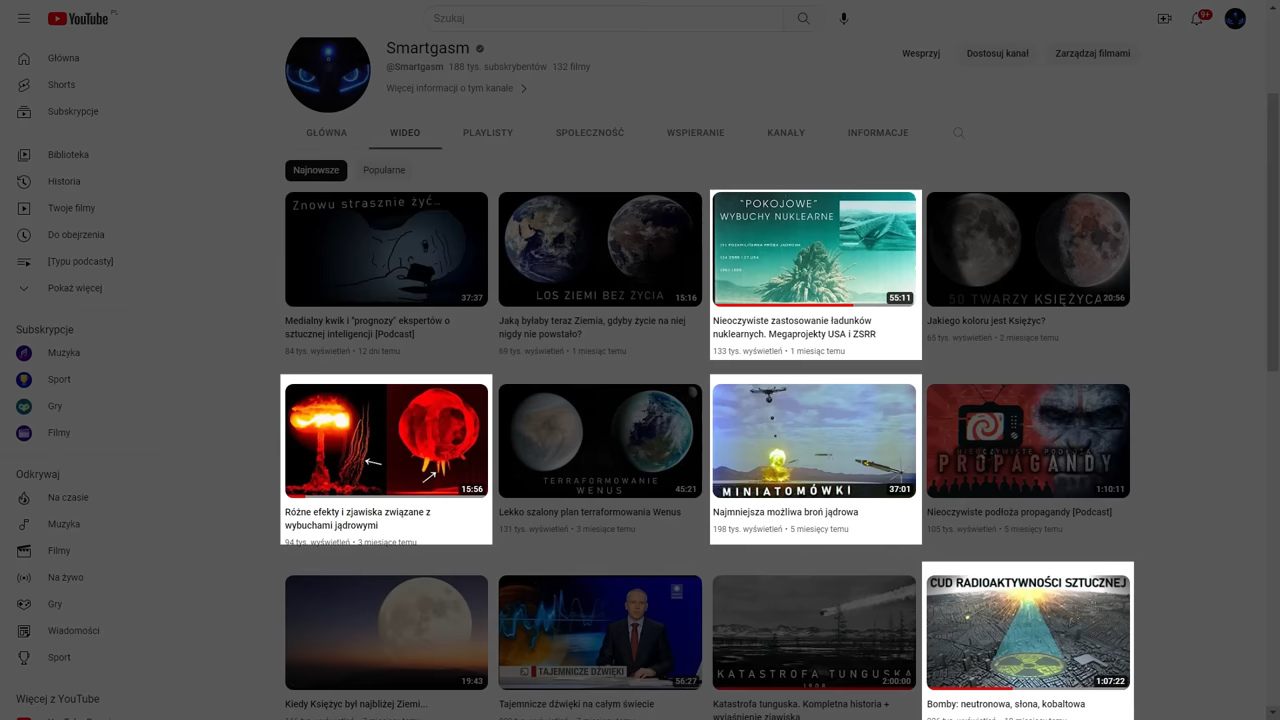 YouTube PL
Szukaj
9+
Smartgasm
@Smartgasm 188 tys. subskrybentów 132 filmy
Więcej informacji o tym kanale
Wesprzyj
Dostosuj kanał
Zarządzaj filmami
GŁÓWNA
WIDEO
PLAYLISTY
SPOŁECZNOŚĆ
WSPIERANIE
KANAŁY
INFORMACJE
Najnowsze
Popularne
Główna
Shorts
Subskrypcje
Biblioteka
Historia
Twoje filmy
Do obejrzenia
[Typu podcasty]
Pokaż więcej
Subskrypcje
Muzyka
Sport
Gry
Filmy
Odkrywaj
Na czasie
Muzyka
Filmy
Na żywo
Gry
Wiadomości
Sport
Więcej z YouTube
Znowu strasznie żyć...
37:37
Medialny kwik i "prognozy" ekspertów o
sztucznej inteligencji [Podcast]
84 tys. wyświetleń • 12 dni temu
LOS ZIEMI BEZ ŻYCIA
15:16
Jaką byłaby teraz Ziemia, gdyby życie na niej
nigdy nie powstało?
69 tys. wyświetleń • 1 miesiąc temu
"POKOJOWE"
WYBUCHY NUKLEARNE
55:11
Nieoczywiste zastosowanie ładunków
nuklearnych. Megaprojekty USA i ZSRR
133 tys. wyświetleń • 1 miesiąc temu
50 TWARZY KSIĘŻYCA
20:56
Jakiego koloru jest Księżyc?
65 tys. wyświetleń • 2 miesiące temu
15:56
Różne efekty i zjawiska związane z
wybuchami jądrowymi
94 tys. wyświetleń • 3 miesiące temu
TERRAFORMOWANIE
WENUS
45:21
Lekko szalony plan terraformowania Wenus
131 tys. wyświetleń • 3 miesiące temu
MINIATOMÓWKI
37:01
Najmniejsza możliwa broń jądrowa
198 tys. wyświetleń • 5 miesięcy temu
NIEOCZYWISTE PODŁOŻA
PROPAGANDY
1:10:11
Nieoczywiste podłoża propagandy [Podcast]
105 tys. wyświetleń • 5 miesięcy temu
19:43
Kiedy Księżyc był najbliżej Ziemi...
TAJEMNICZE DŹWIĘKI
56:27
Tajemnicze dźwięki na całym świecie
KATASTROFA TUNGUSKA
1908
2:00:00
Katastrofa tunguska. Kompletna historia +
wyjaśnienie zjawiska
CUD RADIOAKTYWNOŚCI SZTUCZNEJ
1:07:22
Bomby: neutronowa, słona, kobaltowa